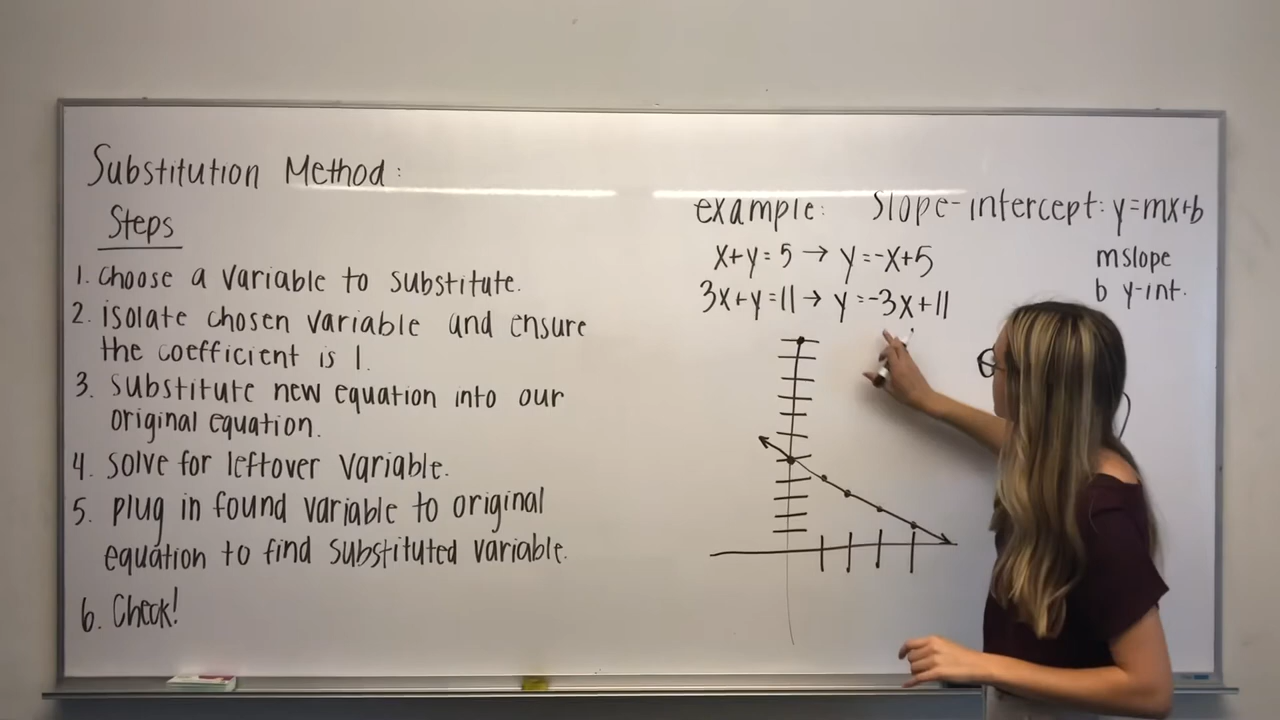 Substitution Method:
Steps
1. choose a variable to substitute.
2. isolate chosen variable and ensure
the coefficient is 1.
3. substitute new equation into our
original equation.
4. solve for leftover variable.
5. plug in found variable to original
equation to find substituted variable.
6. Check!
example: Slope-intercept: y=mx+b
x+y=5 → y=-x+5
3x+y=11 → y=-3x+11
m slope
b y-int.